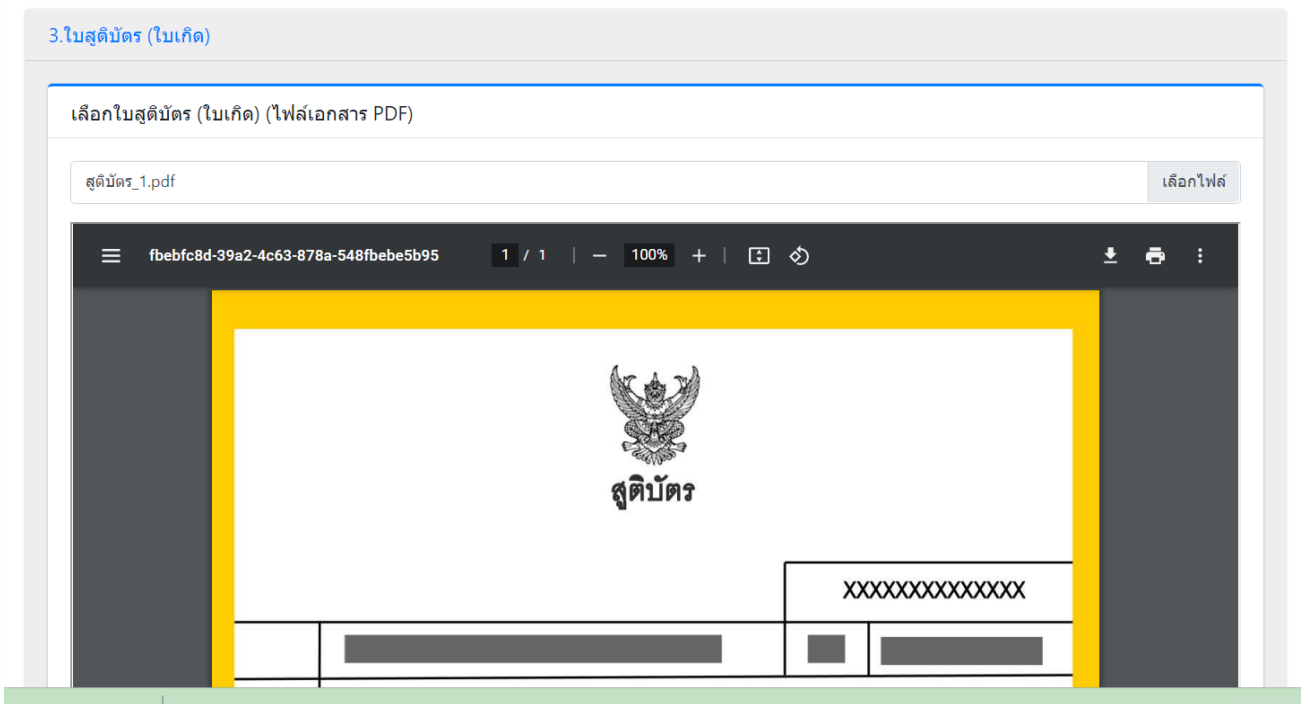 3.ใบสูติบัตร (ใบเกิด)
เลือกใบสูติบัตร (ใบเกิด) (ไฟล์เอกสาร PDF)
สูติบัตร_1.pdf เลือกไฟล์
fbebfc8d-39a2-4c63-878a-548fbebe5b95 1 / 1 | − 100% + |
สูติบัตร
XXXXXXXXXXXXXX